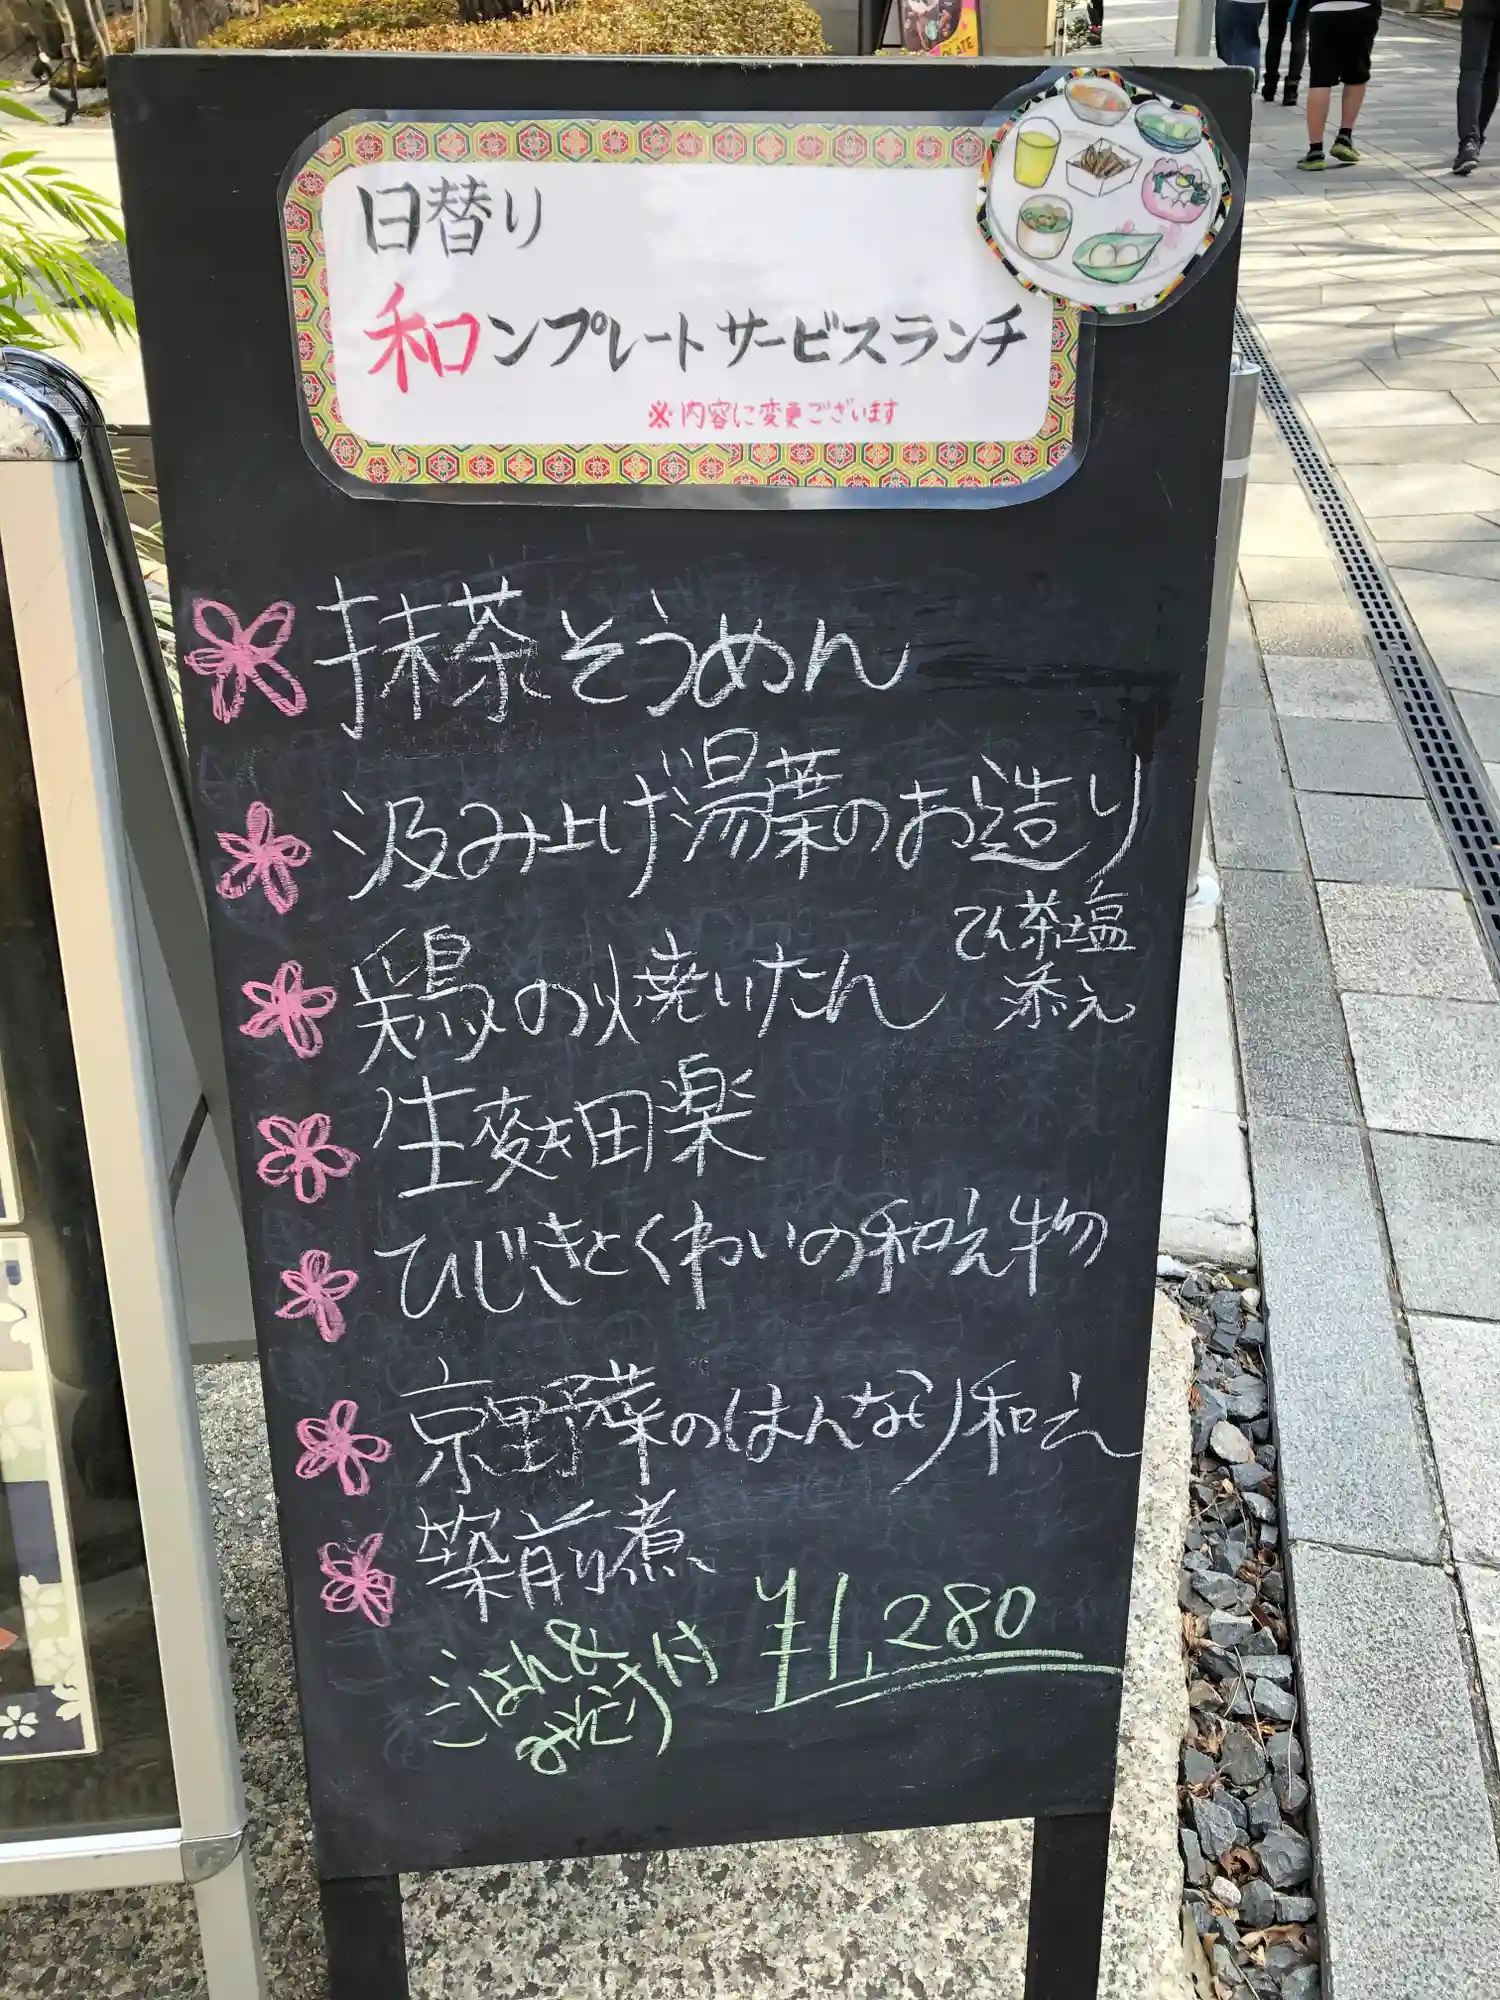 日替り
和コンプレートサービスランチ
※内容に変更ございます
抹茶そうめん
汲み上げ湯葉のお造り
てん茶塩
添え
鶏の焼いたん
生麩田楽
ひじきとくわいの和え物
京野菜のはんなり和え
築前煮
ごはん&
みそ汁付 ¥1,280